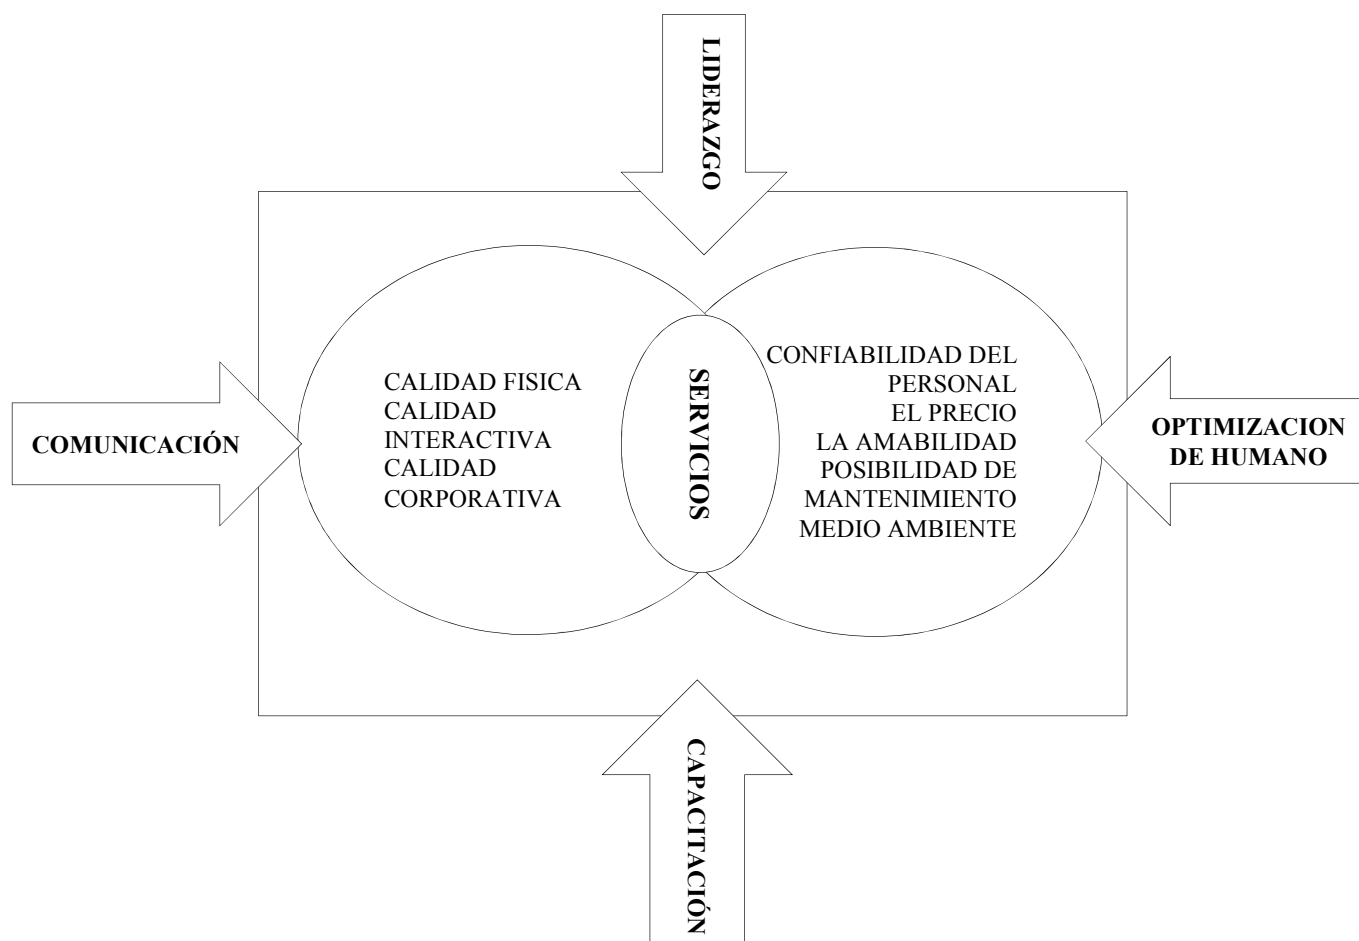 LIDERAZGO
COMUNICACIÓN
CALIDAD FISICA
CALIDAD
INTERACTIVA
CALIDAD
CORPORATIVA
SERVICIOS
CONFIABILIDAD DEL
PERSONAL
EL PRECIO
LA AMABILIDAD
POSIBILIDAD DE
MANTENIMIENTO
MEDIO AMBIENTE
OPTIMIZACION
DE HUMANO
CAPACITACIÓN